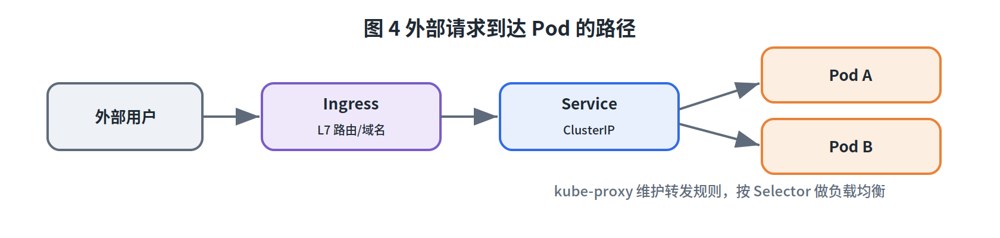 图 4 外部请求到达 Pod 的路径
外部用户
Ingress
L7 路由/域名
Service
ClusterIP
Pod A
Pod B
kube-proxy 维护转发规则，按 Selector 做负载均衡